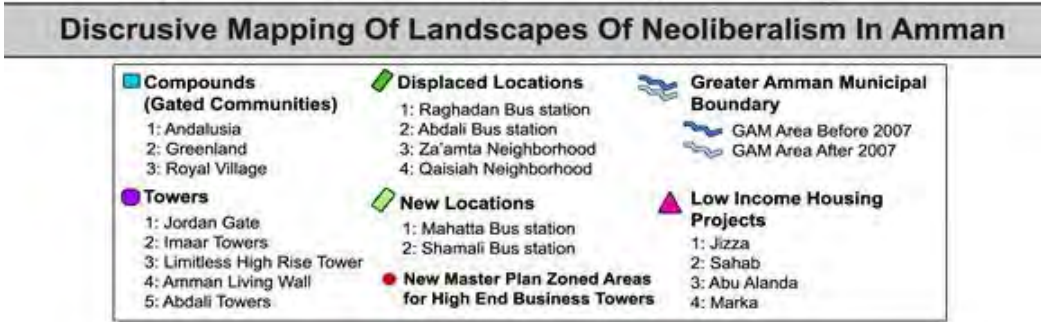 Discrusive Mapping Of Landscapes Of Neoliberalism In Amman
Compounds
(Gated Communities)
1: Andalusia
2: Greenland
3: Royal Village
Towers
1: Jordan Gate
2: Imaar Towers
3: Limitless High Rise Tower
4: Amman Living Wall
5: Abdali Towers
Displaced Locations
1: Raghadan Bus station
2: Abdali Bus station
3: Za'amta Neighborhood
4: Qaisiah Neighborhood
New Locations
1: Mahatta Bus station
2: Shamali Bus station
New Master Plan Zoned Areas
for High End Business Towers
Greater Amman Municipal
Boundary
GAM Area Before 2007
GAM Area After 2007
Low Income Housing
Projects
1: Jizza
2: Sahab
3: Abu Alanda
4: Marka